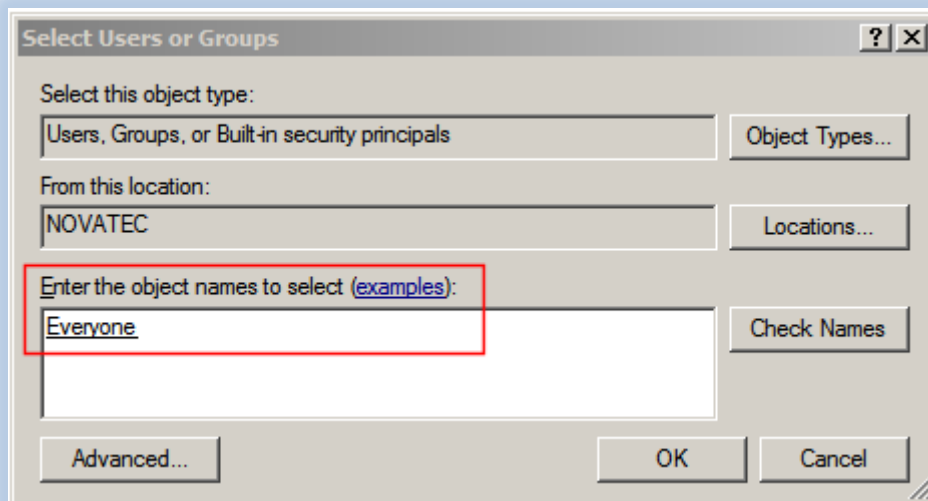 Select Users or Groups
Select this object type:
Users, Groups, or Built-in security principals
Object Types...
From this location:
NOVATEC
Locations...
Enter the object names to select (examples):
Everyone
Check Names
Advanced...
OK
Cancel